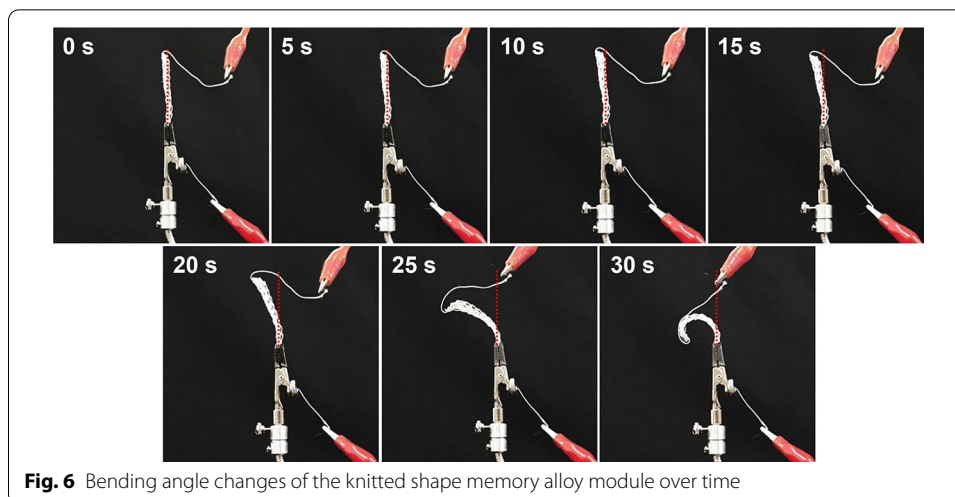 0 s
5 s
10 s
15 s
20 s
25 s
30 s
Fig. 6 Bending angle changes of the knitted shape memory alloy module over time